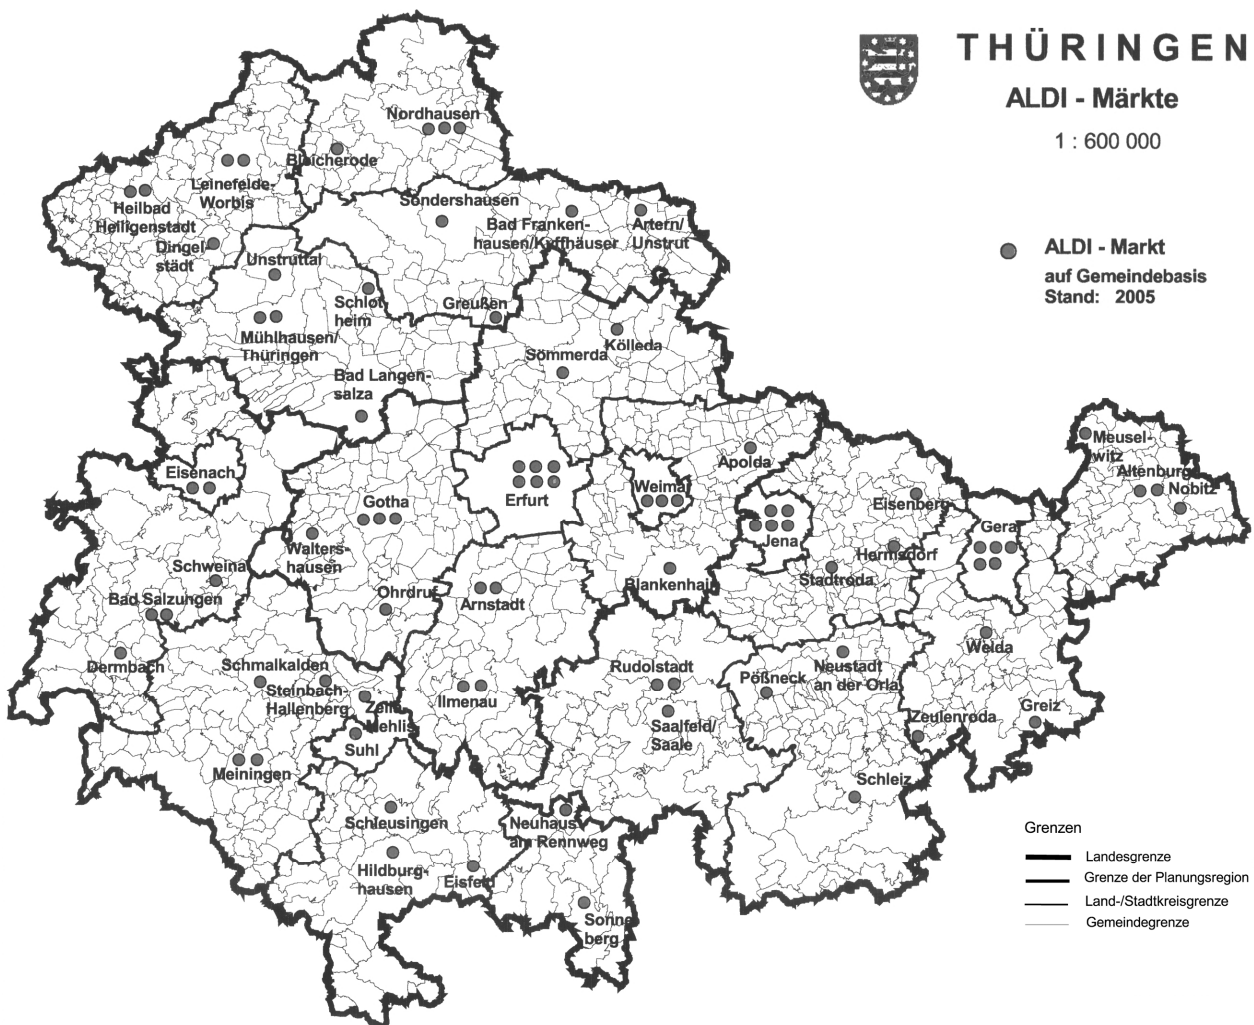 THÜRINGEN
ALDI - Märkte
1 : 600 000
ALDI - Markt
auf Gemeindebasis
Stand: 2005
Nordhausen
Bleicherode
Leinefelde-
Worbis
Heilbad
Heiligenstadt
Dingel-
städt
Sondershausen
Bad Franken-
hausen/Kyffhäuser
Artern/
Unstrut
Unstruttal
Schlot
heim
Greußen
Mühlhausen/
Thüringen
Kölleda
Sömmerda
Bad Langen-
salza
Eisenach
Gotha
Erfurt
Weimar
Apolda
Jena
Eisenberg
Gera
Meusel-
witz
Altenburg
Nobitz
Walters-
hausen
Hermsdorf
Stadtroda
Schweina
Blankenhain
Ohrdruf
Arnstadt
Bad Salzungen
Weida
Dermbach
Schmalkalden
Steinbach-
Hallenberg
Zella-
Mehlis
Ilmenau
Rudolstadt
Pößneck
Neustadt
an der Orla
Saalfeld/
Saale
Zeulenroda
Greiz
Suhl
Meiningen
Schleiz
Schleusingen
Neuhaus
am Rennweg
Hildburg-
hausen
Eisfeld
Sonne
berg
Grenzen
Landesgrenze
Grenze der Planungsregion
Land-/Stadtkreisgrenze
Gemeindegrenze